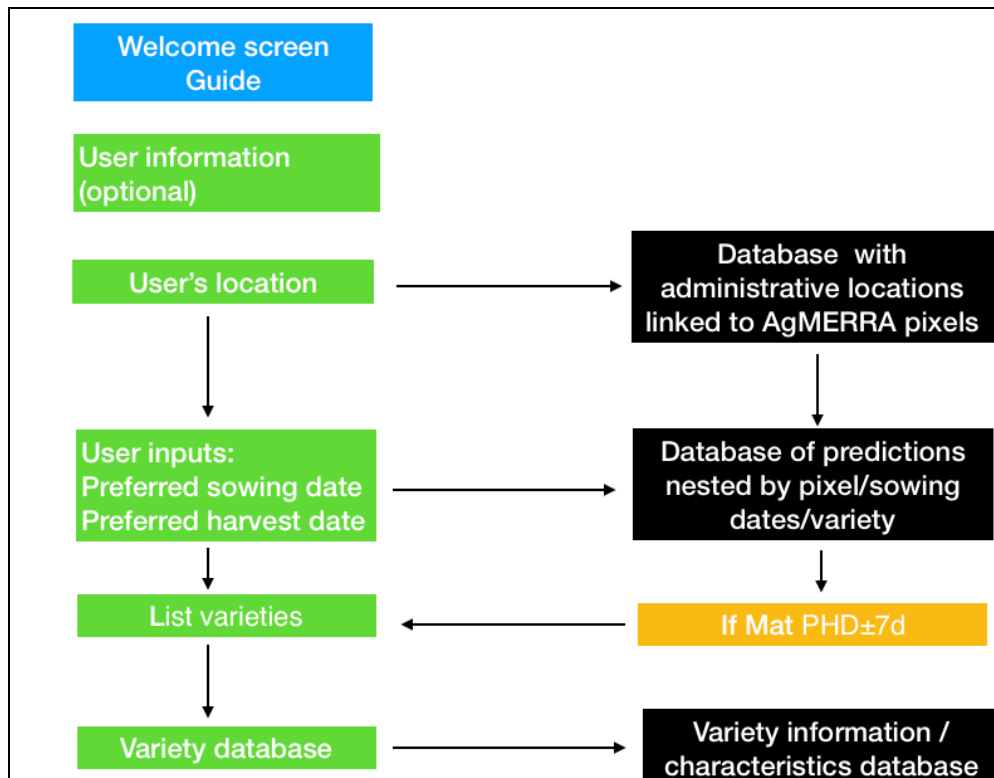 Welcome screen
Guide
User information
(optional)
User's location
Database with
administrative locations
linked to AgMERRA pixels
User inputs:
Preferred sowing date
Preferred harvest date
Database of predictions
nested by pixel/sowing
dates/variety
List varieties
If Mat PHD±7d
Variety database
Variety information /
characteristics database